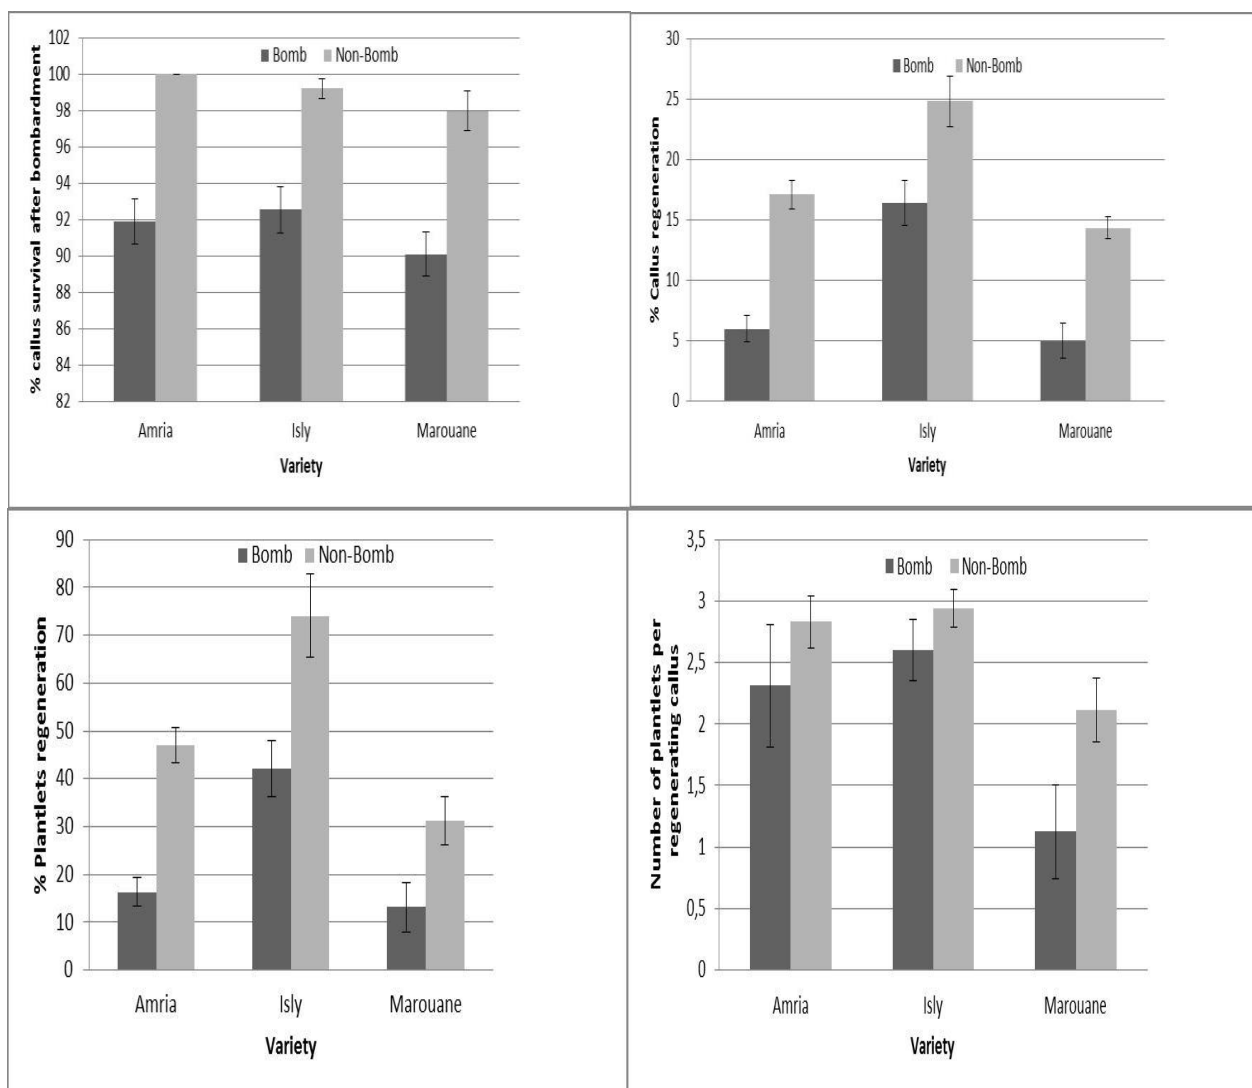 % callus survival after bombardment
102
100
98
96
94
92
90
88
86
84
82
Bomb Non-Bomb
Amria Isly Marouane
Variety
% Callus regeneration
30
25
20
15
10
5
0
Bomb Non-Bomb
Amria Isly Marouane
Variety
% Plantlets regeneration
90
80
70
60
50
40
30
20
10
0
Bomb Non-Bomb
Amria Isly Marouane
Variety
Number of plantlets per
regenerating callus
3,5
3
2,5
2
1,5
1
0,5
0
Bomb Non-Bomb
Amria Isly Marouane
Variety